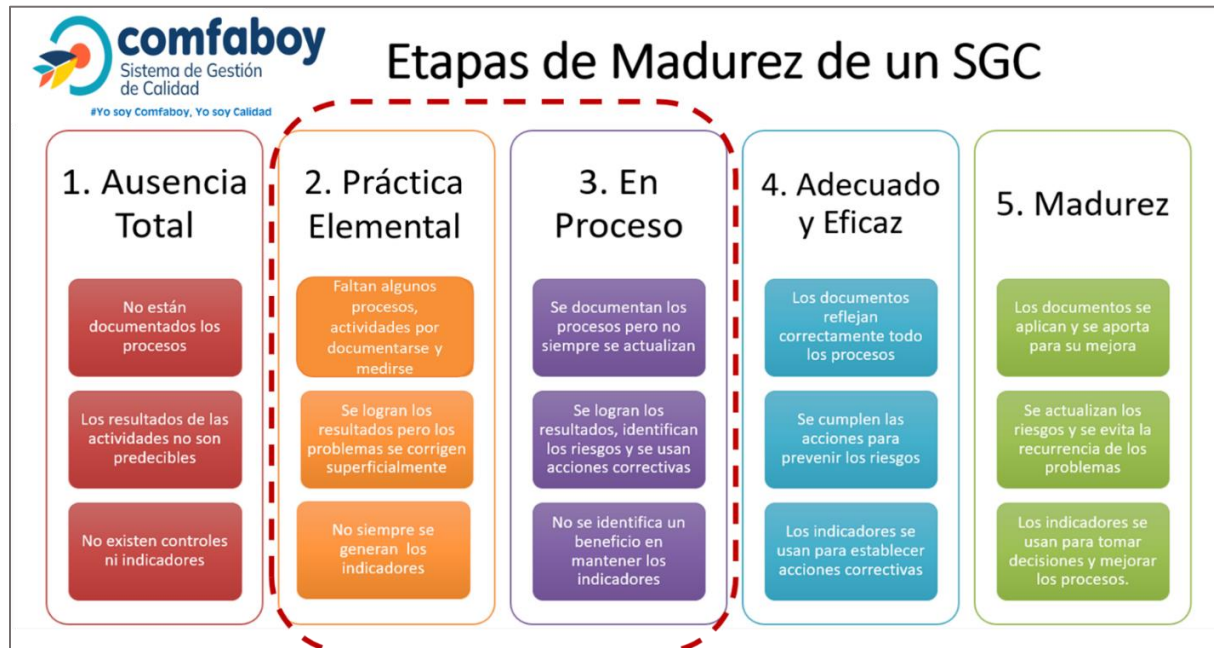 comfaboy
Sistema de Gestión
de Calidad
#Yo soy Comfaboy, Yo soy Calidad
Etapas de Madurez de un SGC
1. Ausencia
Total
No están
documentados los
procesos
Los resultados de las
actividades no son
predecibles
No existen controles
ni indicadores
2. Práctica
Elemental
Faltan algunos
procesos,
actividades por
documentarse y
medirse
Se logran los
resultados pero los
problemas se corrigen
superficialmente
No siempre se
generan los
indicadores
3. En
Proceso
Se documentan los
procesos pero no
siempre se actualizan
Se logran los
resultados, identifican
los riesgos y se usan
acciones correctivas
No se identifica un
beneficio en
mantener los
indicadores
4. Adecuado
y Eficaz
Los documentos
reflejan
correctamente todo
los procesos
Se cumplen las
acciones para
prevenir los riesgos
Los indicadores se
usan para establecer
acciones correctivas
5. Madurez
Los documentos se
aplican y se aporta
para su mejora
Se actualizan los
riesgos y se evita la
recurrencia de los
problemas
Los indicadores se
usan para tomar
decisiones y mejorar
los procesos.